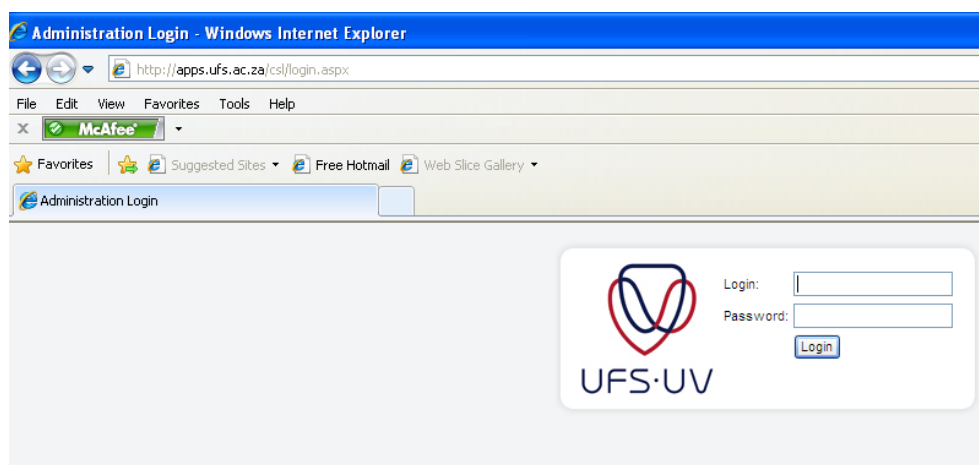 Administration Login - Windows Internet Explorer
http://apps.ufs.ac.za/csl/login.aspx
File Edit View Favorites Tools Help
X McAfee
Favorites Suggested Sites Free Hotmail Web Slice Gallery
Administration Login
Login:
Password:
Login
UFS·UV